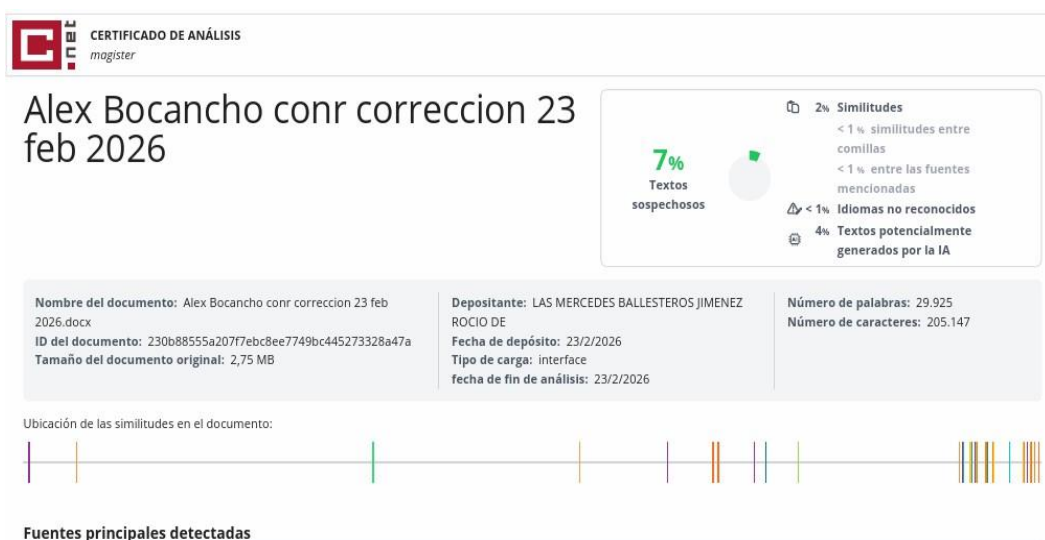 C.net
CERTIFICADO DE ANÁLISIS
magister
Alex Bocancho conr correccion 23
feb 2026
7%
Textos
sospechosos
2% Similitudes
< 1 % similitudes entre
comillas
< 1 % entre las fuentes
mencionadas
< 1% Idiomas no reconocidos
4% Textos potencialmente
generados por la IA
Nombre del documento: Alex Bocancho conr correccion 23 feb
2026.docx
ID del documento: 230b88555a207f7ebc8ee7749bc445273328a47a
Tamaño del documento original: 2,75 MB
Depositante: LAS MERCEDES BALLESTEROS JIMENEZ
ROCIO DE
Fecha de depósito: 23/2/2026
Tipo de carga: interface
fecha de fin de análisis: 23/2/2026
Número de palabras: 29.925
Número de caracteres: 205.147
Ubicación de las similitudes en el documento:
Fuentes principales detectadas